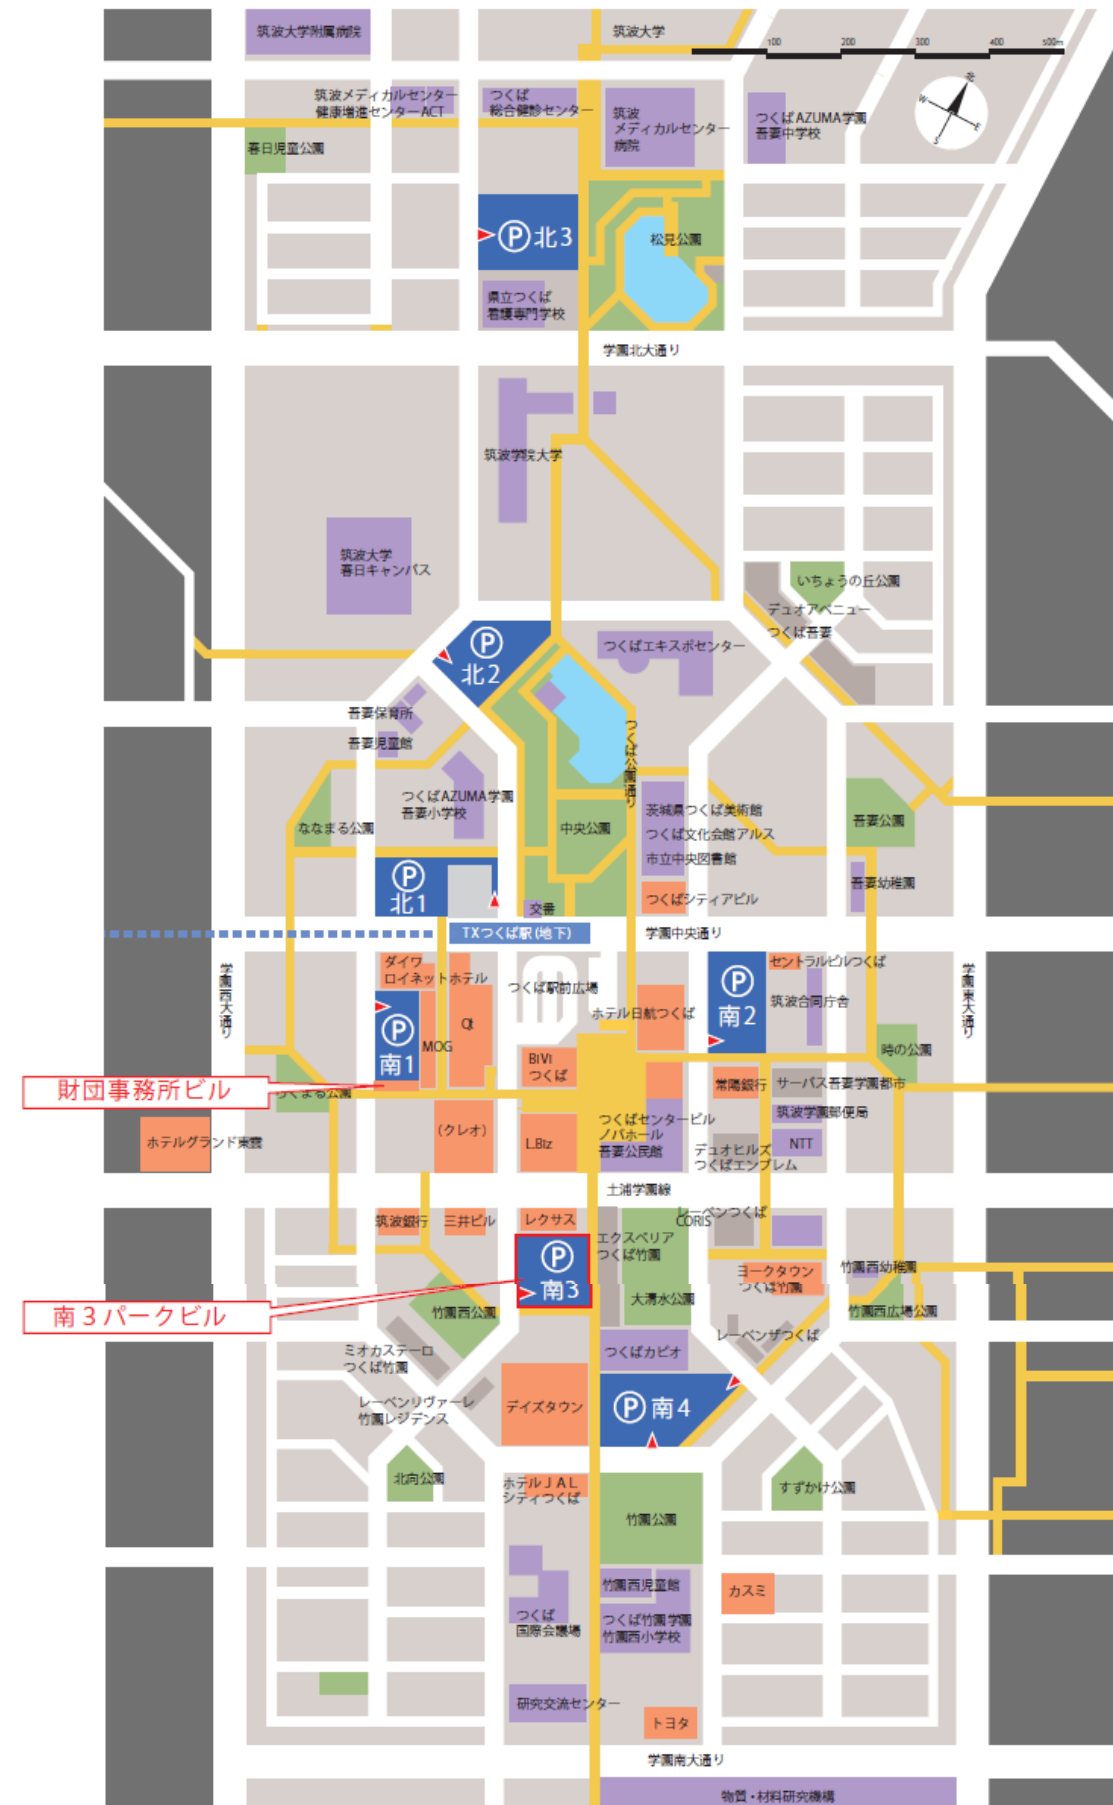 筑波大学附属病院
筑波大学
100
200
300
400
500m
筑波メディカルセンター
健康増進センターACT
つくば
総合健診センター
筑波
メディカルセンター
病院
つくばAZUMA学園
吾妻中学校
北
W
E
S
春日児童公園
P北3
松見公園
県立つくば
看護専門学校
学園北大通り
筑波学院大学
筑波大学
春日キャンパス
いちょうの丘公園
デュオアベニュー
つくば吾妻
P
北2
つくばエキスポセンター
吾妻保育所
吾妻児童館
つくば公園通り
つくばAZUMA学園
吾妻小学校
ななまる公園
中央公園
茨城県つくば美術館
つくば文化会館アルス
市立中央図書館
吾妻公園
P
北1
吾妻幼稚園
つくばシティアビル
交番
TXつくば駅(地下)
学園中央通り
学園西大通り
ダイワ
ロイネットホテル
つくば駅前広場
P
南2
セントラルビルつくば
筑波合同庁舎
学園東大通り
P
南1
MOG
Q't
ホテル日航つくば
時の公園
BiVi
つくば
財団事務所ビル
ろくまる公園
常陽銀行
サーパス吾妻学園都市
筑波学園郵便局
ホテルグランド東雲
(クレオ)
L.Biz
つくばセンタービル
ノバホール
吾妻公民館
デュオヒルズ
つくばエンブレム
NTT
土浦学園線
筑波銀行
三井ビル
レクサス
レーベンつくば
CORIS
エクスペリア
つくば竹園
P
南3
ヨークタウン
つくば竹園
竹園西幼稚園
南3パークビル
竹園西公園
大清水公園
竹園西広場公園
レーベンザつくば
ミオカステーロ
つくば竹園
つくばカピオ
レーベンリヴァーレ
竹園レジデンス
デイズタウン
P南4
北向公園
ホテルJAL
シティつくば
すずかけ公園
竹園公園
竹園西児童館
カスミ
つくば
国際会議場
つくば竹園学園
竹園西小学校
研究交流センター
トヨタ
学園南大通り
物質・材料研究機構